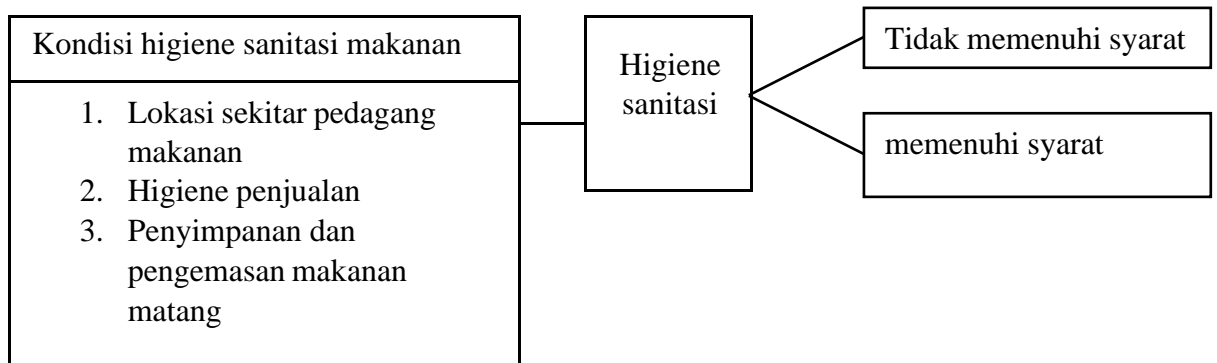 Kondisi higiene sanitasi makanan
1. Lokasi sekitar pedagang
makanan
2. Higiene penjualan
3. Penyimpanan dan
pengemasan makanan
matang
Higiene
sanitasi
Tidak memenuhi syarat
memenuhi syarat